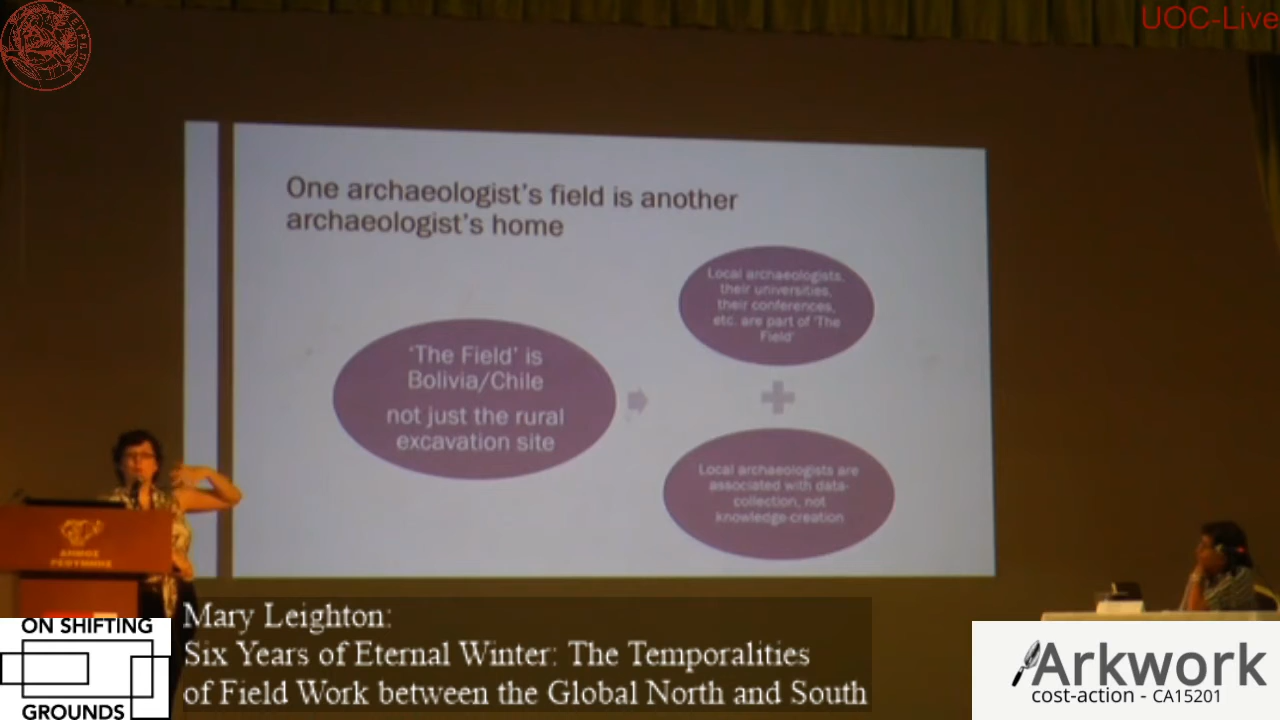 UOC-Live
One archaeologist's field is another
archaeologist's home
'The Field' is
Bolivia/Chile
not just the rural
excavation site
Local archaeologists,
their universities,
their conferences,
etc. are part of 'The
Field'
Local archaeologists are
associated with data-
collection, not
knowledge-creation
ΔΗΜΟΣ
ΡΕΘΥΜΝΗΣ
ON SHIFTING
GROUNDS
Mary Leighton:
Six Years of Eternal Winter: The Temporalities
of Field Work between the Global North and South
Arkwork
cost-action - CA15201